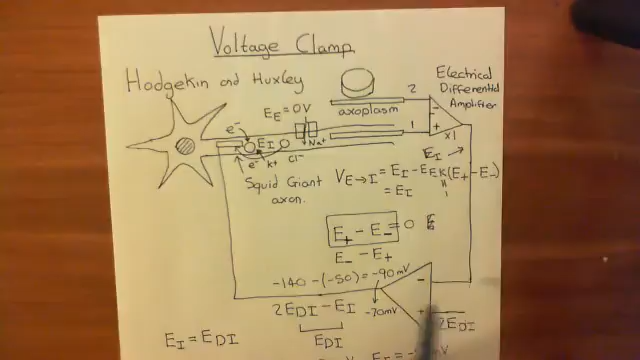 Voltage Clamp
Hodgekin and Huxley
Electrical
Differential
Amplifier
2
axoplasm
E_E = 0V
1
-
+
x1
e⁻
E_I
Na⁺
e⁻ K⁺ Cl⁻
E_I →
Squid Giant
axon.
V_E→I = E_I - E_E K(E₊ - E₋)
= E_I
=
1
E₊ - E₋ = 0
E₋ - E₊
-140 - (-50) = -90mV
-
2E_DI - E_I
-70mV
+
2E_DI
E_DI
E_I = E_DI